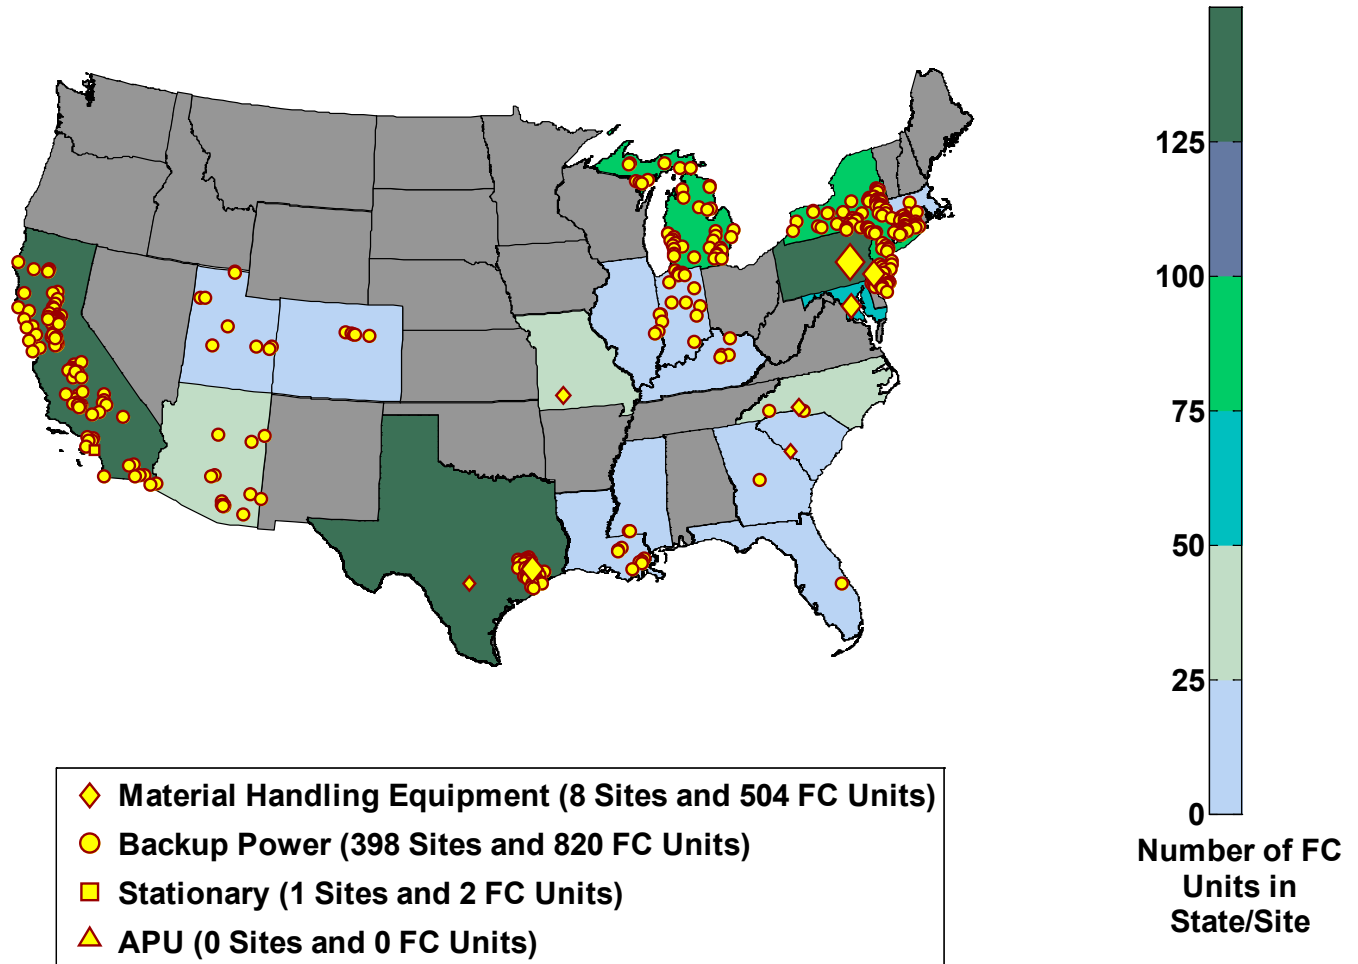 125
100
75
50
25
0
Number of FC
Units in
State/Site
Material Handling Equipment (8 Sites and 504 FC Units)
Backup Power (398 Sites and 820 FC Units)
Stationary (1 Sites and 2 FC Units)
APU (0 Sites and 0 FC Units)